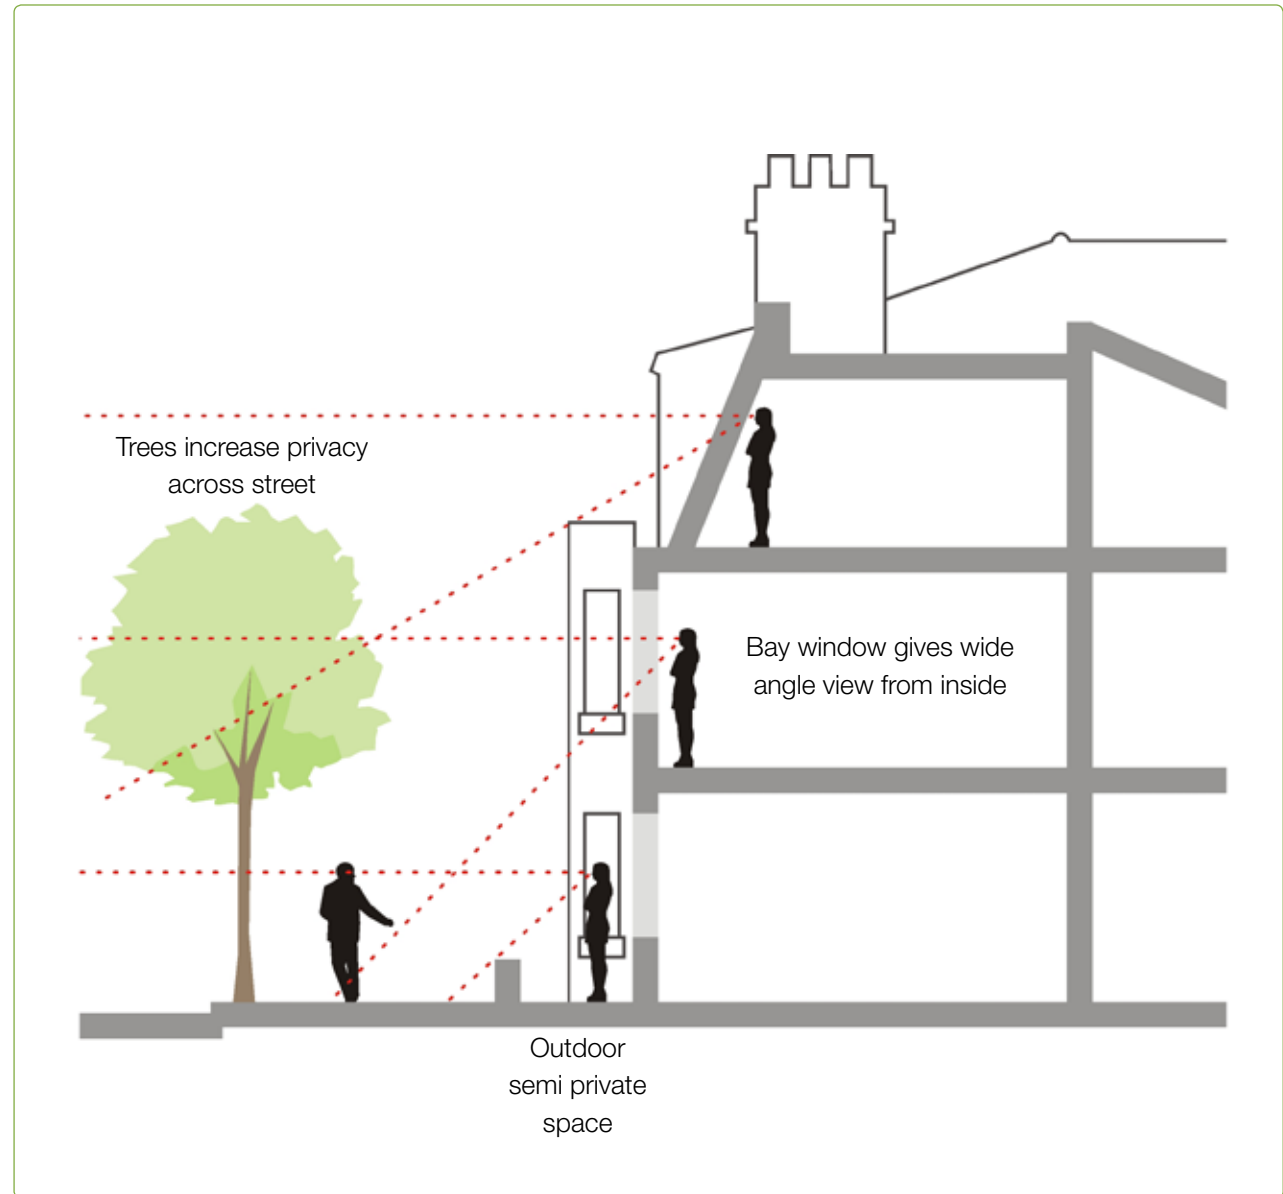 Trees increase privacy
across street
Bay window gives wide
angle view from inside
Outdoor
semi private
space